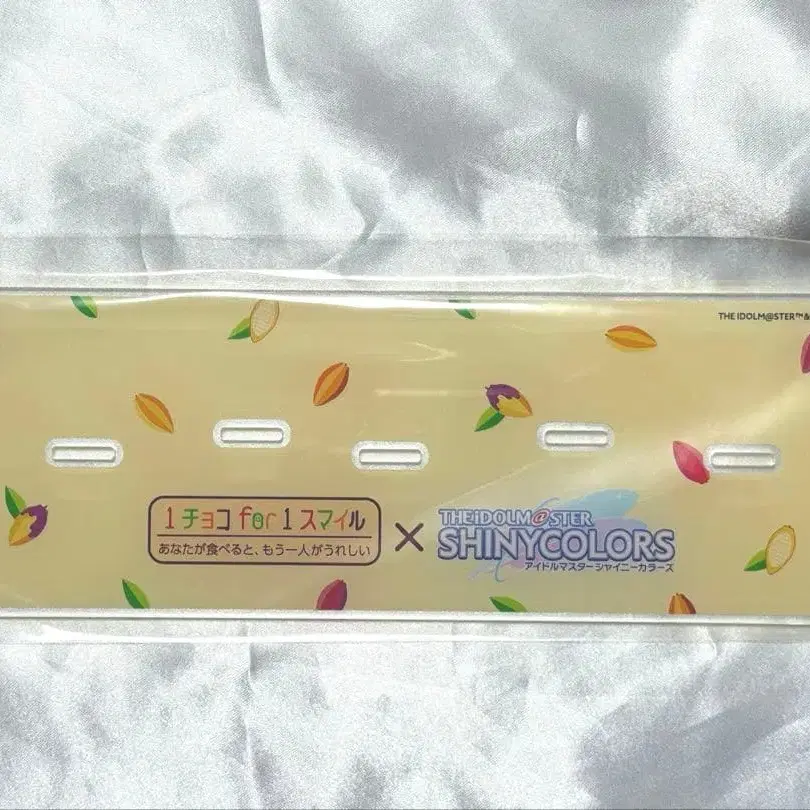 THE IDOLM@STER™&
1 チョコ for 1 スマイル
あなたが食べると、もう一人がうれしい
×
THE IDOLM@STER
SHINYCOLORS
アイドルマスター シャイニーカラーズ